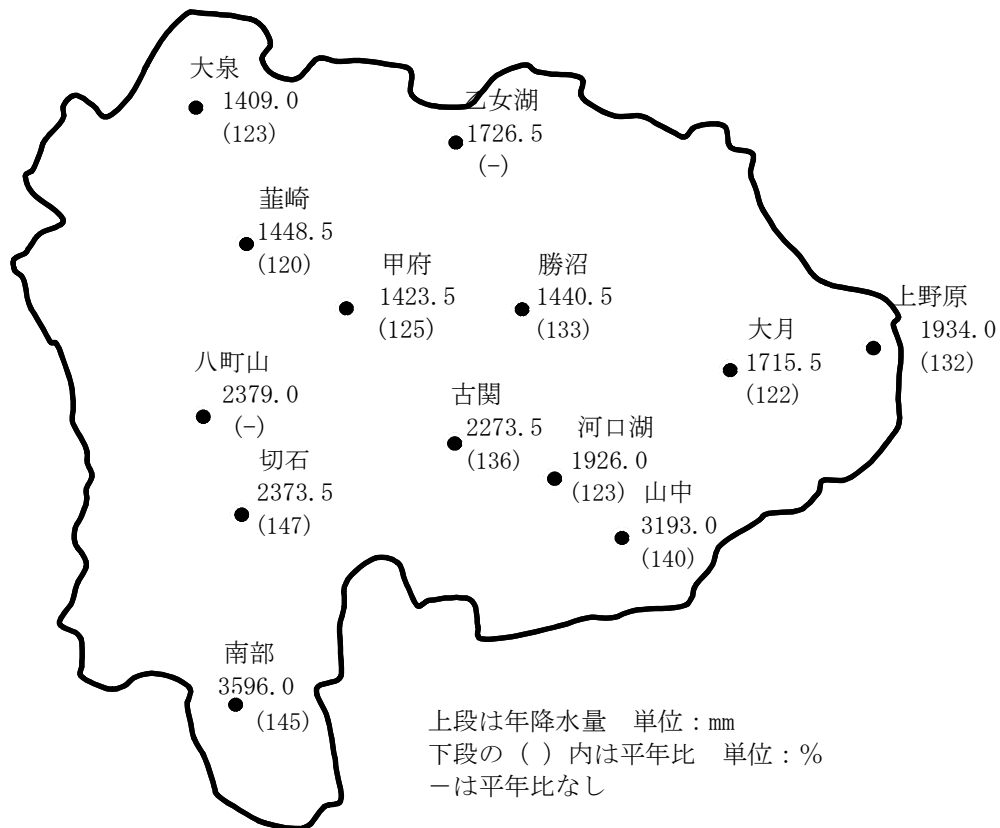 大泉
1409.0
(123)
乙女湖
1726.5
(-)
韮崎
1448.5
(120)
甲府
1423.5
(125)
勝沼
1440.5
(133)
上野原
1934.0
(132)
大月
1715.5
(122)
八町山
2379.0
(-)
古関
2273.5
(136)
河口湖
1926.0
(123)
切石
2373.5
(147)
山中
3193.0
(140)
南部
3596.0
(145)
上段は年降水量　単位：mm
下段の（ ）内は平年比　単位：%
－は平年比なし